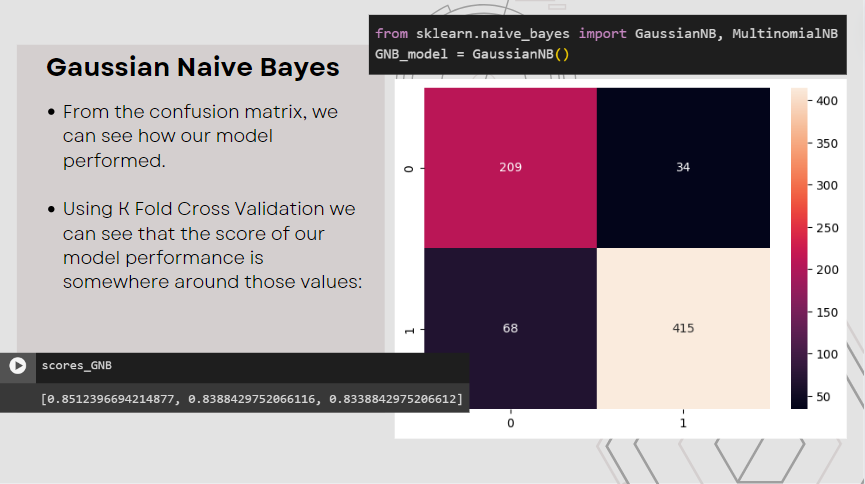 from sklearn.naive_bayes import GaussianNB, MultinomialNB
GNB_model = GaussianNB()
Gaussian Naive Bayes
• From the confusion matrix, we
can see how our model
performed.
• Using K Fold Cross Validation we
can see that the score of our
model performance is
somewhere around those values:
scores_GNB
[0.8512396694214877, 0.8388429752066116, 0.8338842975206612]
0
209
34
1
68
415
0
1
400
350
300
250
200
150
100
50